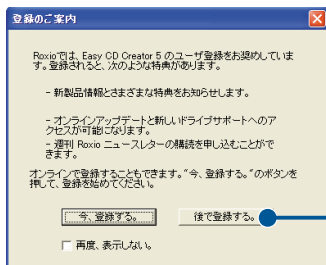 登録のご案内
Roxioでは、Easy CD Creator 5 のユーザ登録をお奨めしていま
す。登録されると、次のような特典があります。
- 新製品情報とさまざまな特典をお知らせします。
- オンラインアップデートと新しいドライブサポートへのア
クセスが可能になります。
- 週刊 Roxio ニュースレターの購読を申し込むことがで
きます。
オンラインで登録することもできます。“今、登録する。”のボタンを
押して、登録を始めてください。
今、登録する。
後で登録する。
再度、表示しない。